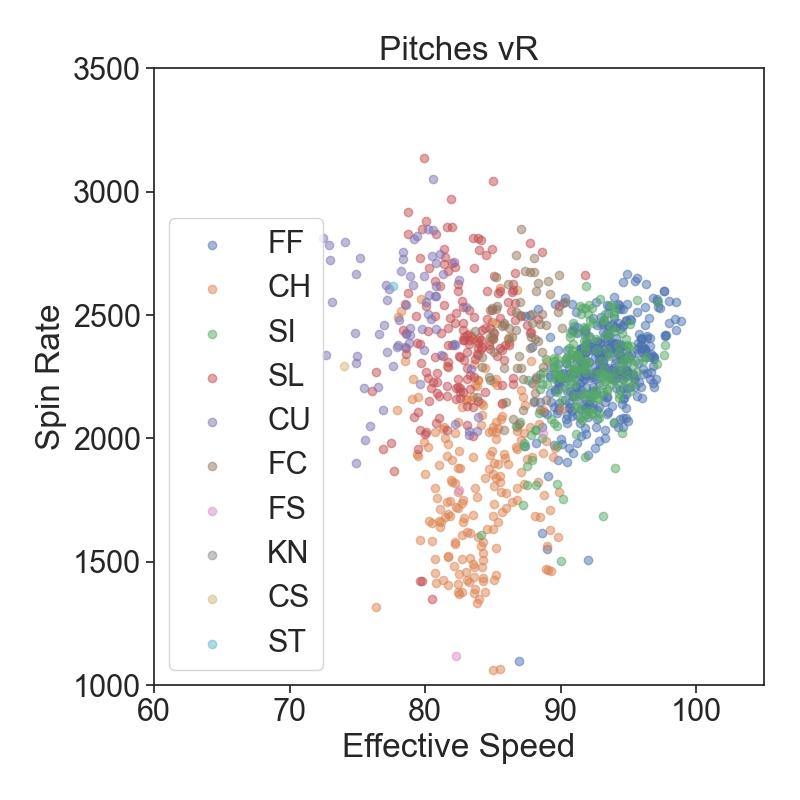 Pitches vR
3500
3000
2500
2000
1500
1000
Spin Rate
FF
CH
SI
SL
CU
FC
FS
KN
CS
ST
60 70 80 90 100
Effective Speed